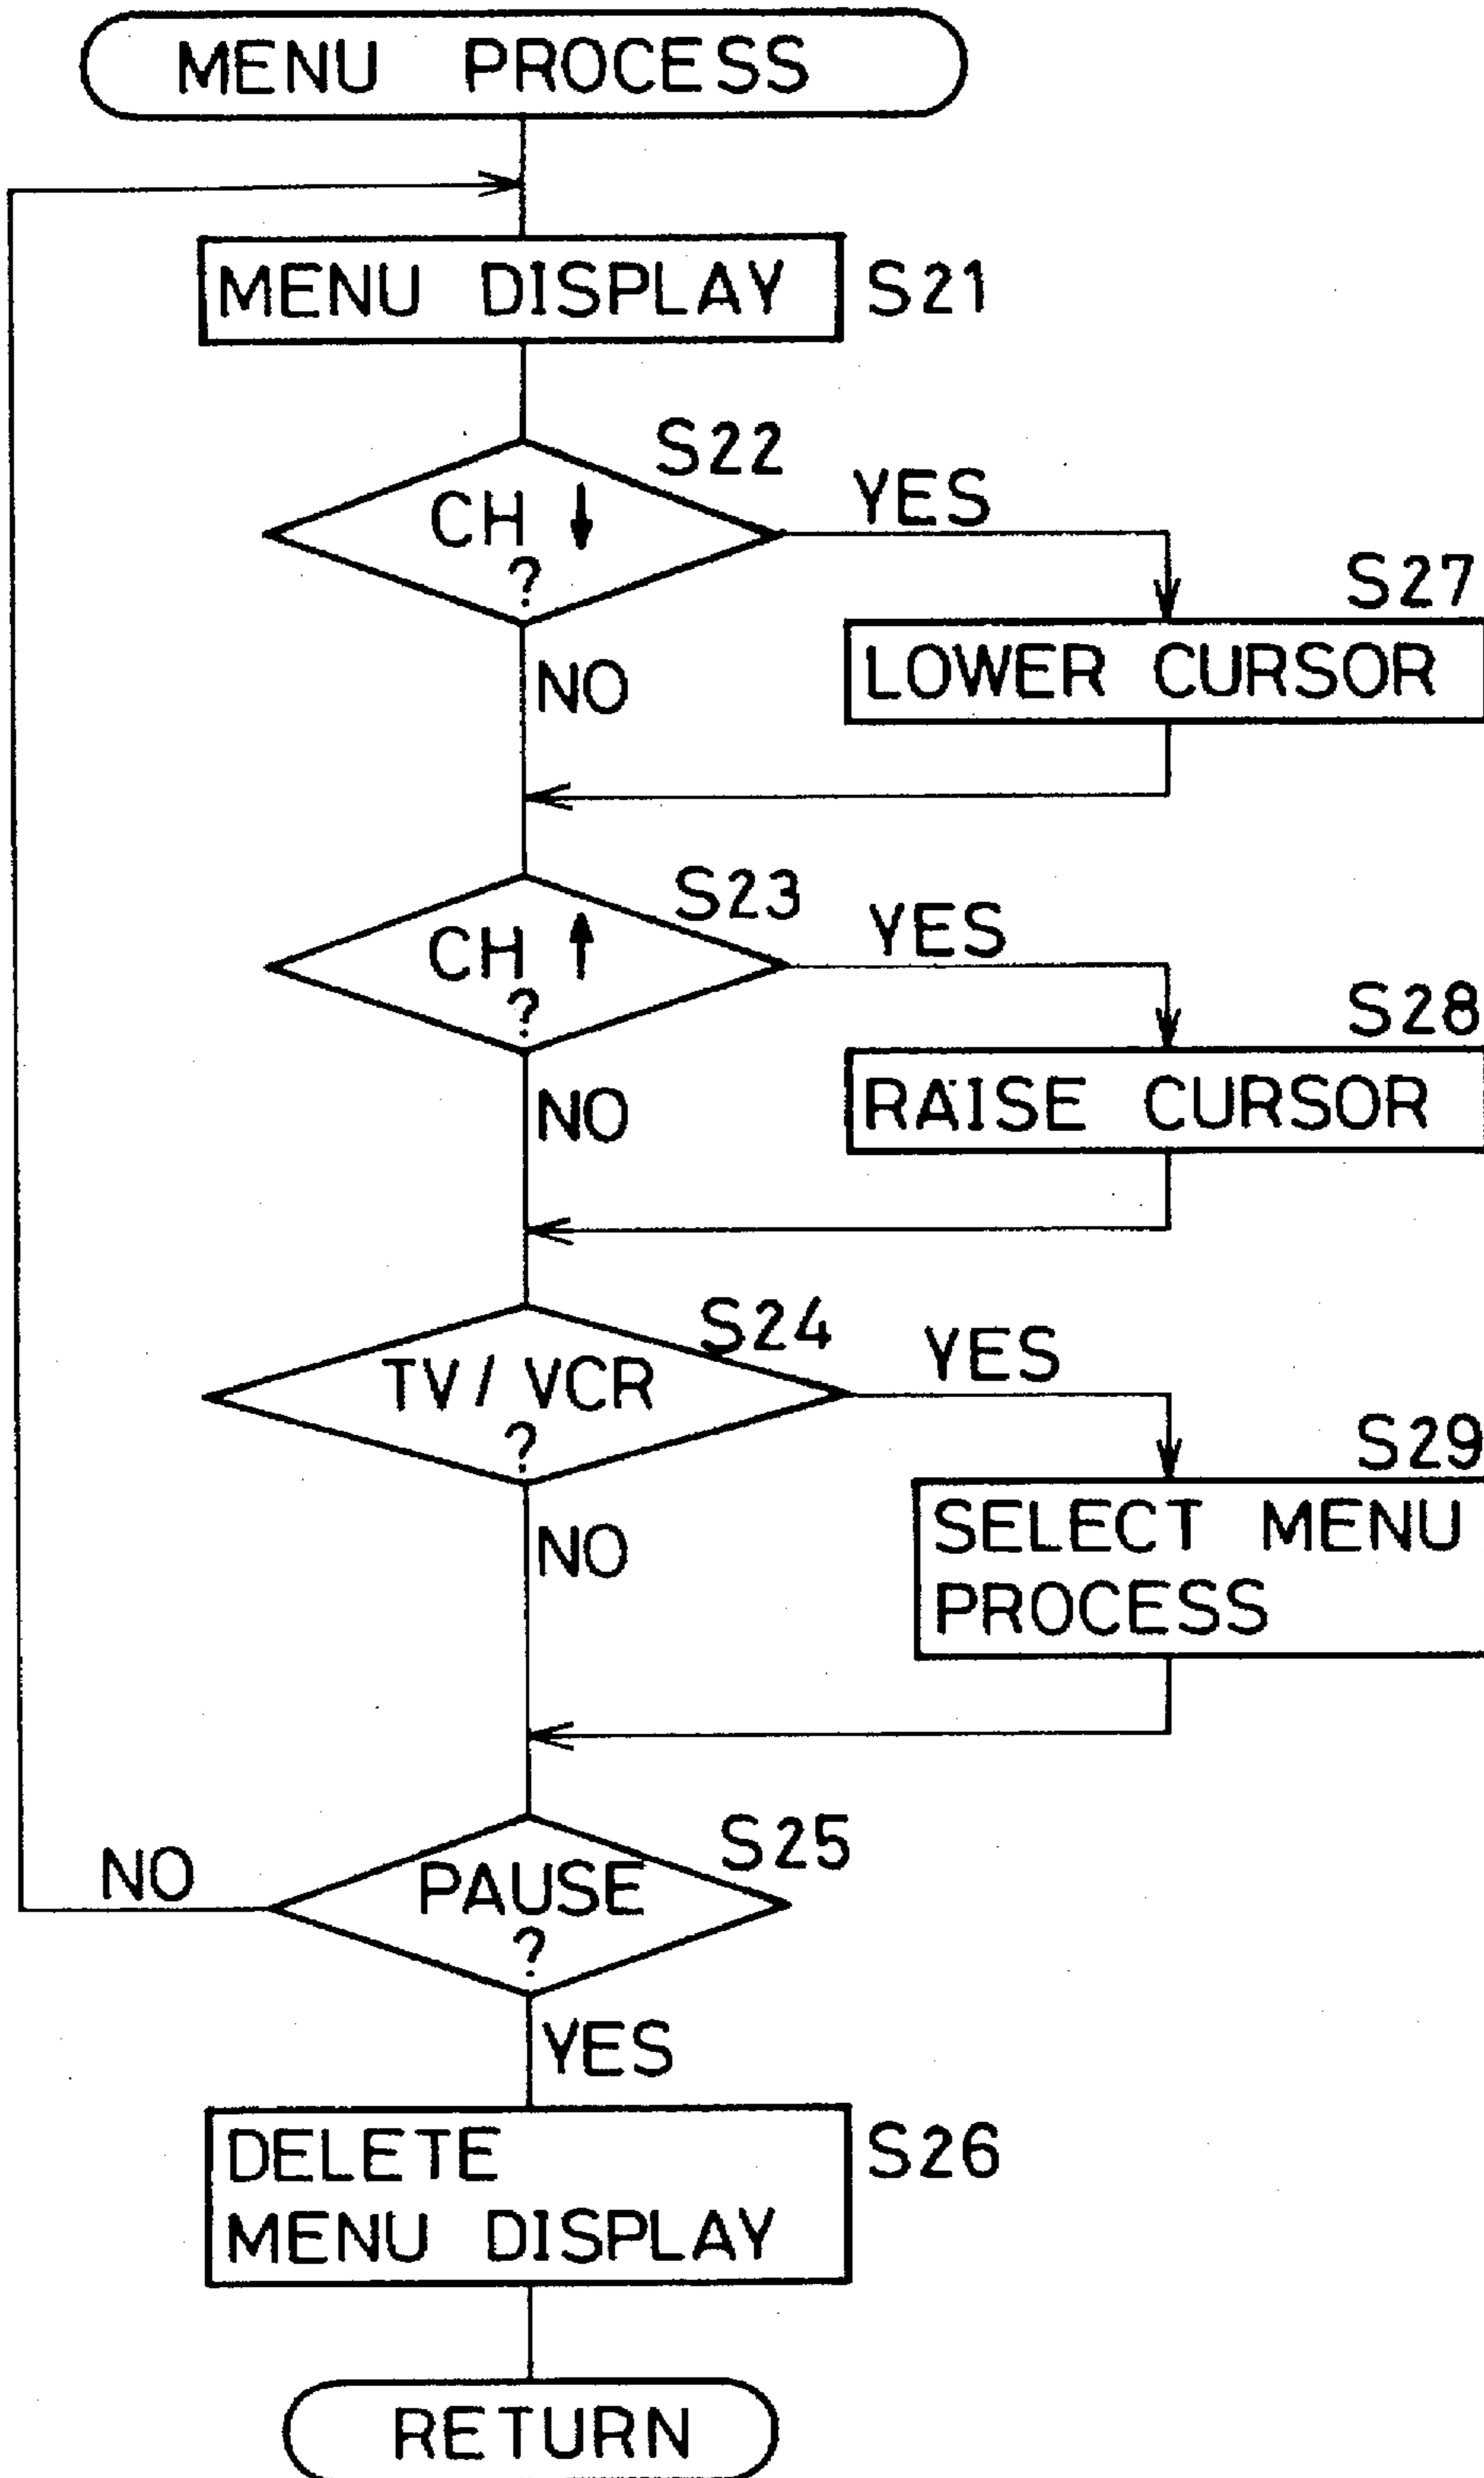 MENU PROCESS
MENU DISPLAY S21
S22
CH ↓
?
YES
NO
S27
LOWER CURSOR
S23
CH ↑
?
YES
NO
S28
RAISE CURSOR
S24
TV/VCR
?
YES
NO
S29
SELECT MENU
PROCESS
S25
PAUSE
?
NO
YES
DELETE
MENU DISPLAY
S26
RETURN